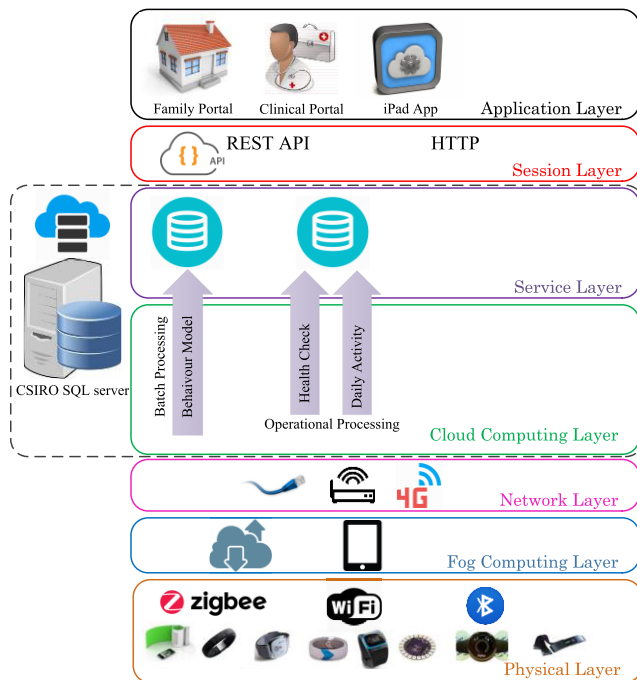 Family Portal
Clinical Portal
iPad App
Application Layer
REST API
HTTP
API
Session Layer
Service Layer
CSIRO SQL server
Batch Processing
Behaivour Model
Health Check
Daily Activity
Operational Processing
Cloud Computing Layer
4G
Network Layer
Fog Computing Layer
zigbee
WiFi
Physical Layer